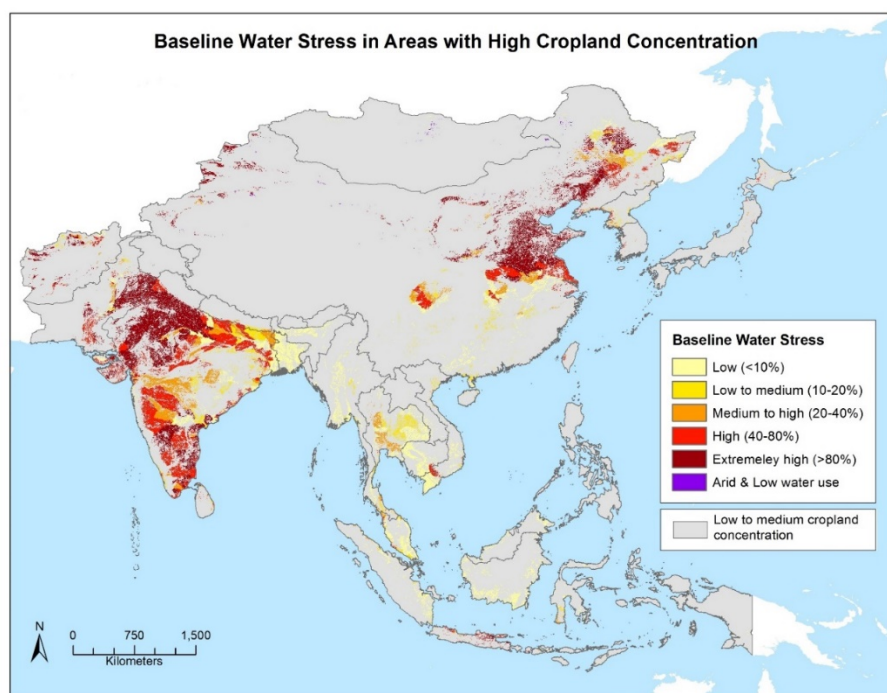 Baseline Water Stress in Areas with High Cropland Concentration
Baseline Water Stress
Low (<10%)
Low to medium (10-20%)
Medium to high (20-40%)
High (40-80%)
Extremeley high (>80%)
Arid & Low water use
Low to medium cropland
concentration
N
0 750 1,500
Kilometers